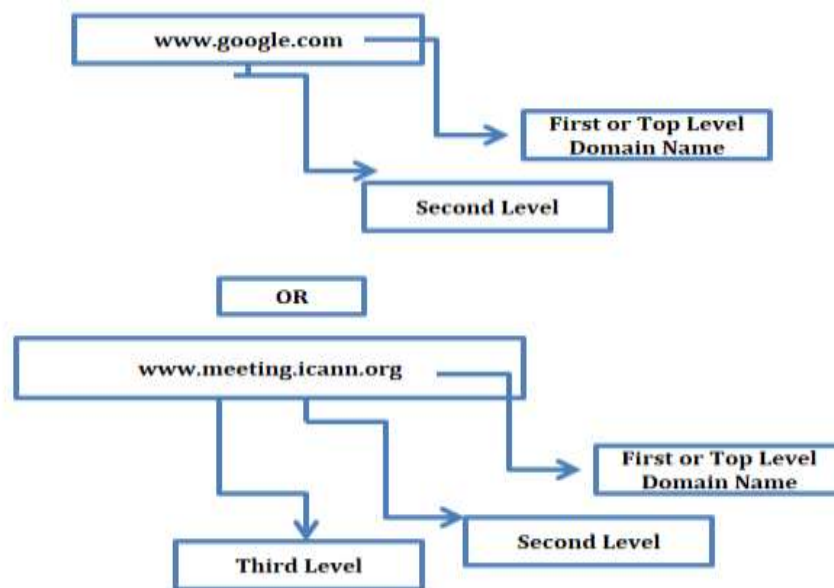 www.google.com
First or Top Level
Domain Name
Second Level
OR
www.meeting.icann.org
First or Top Level
Domain Name
Second Level
Third Level